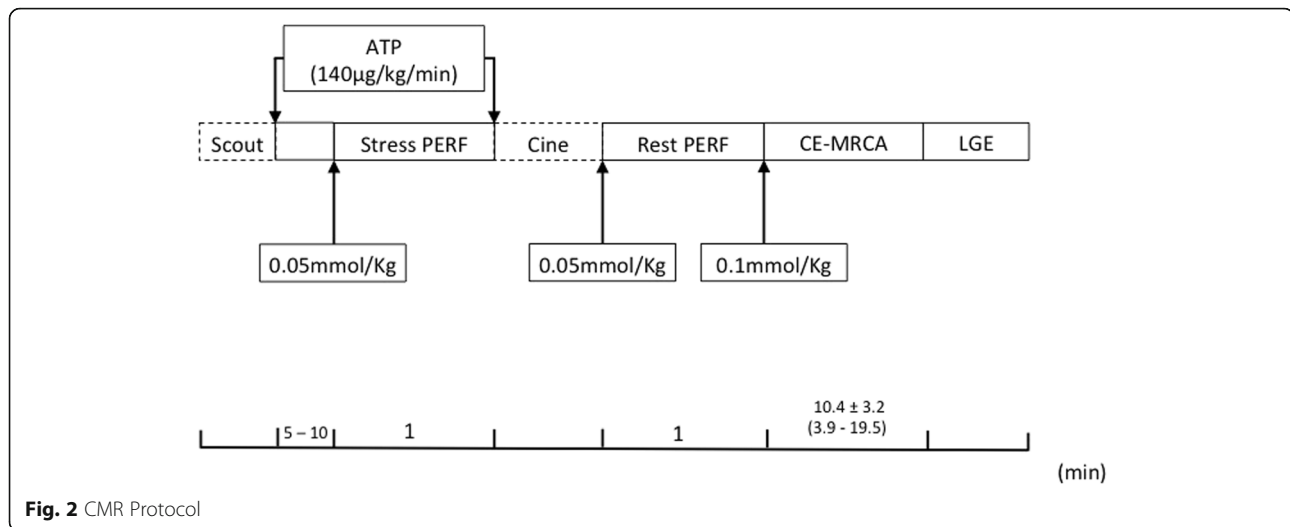 ATP
(140µg/kg/min)
Scout
Stress PERF
Cine
Rest PERF
CE-MRCA
LGE
0.05mmol/Kg
0.05mmol/Kg
0.1mmol/Kg
5 – 10
1
1
10.4 ± 3.2
(3.9 - 19.5)
(min)
Fig. 2 CMR Protocol